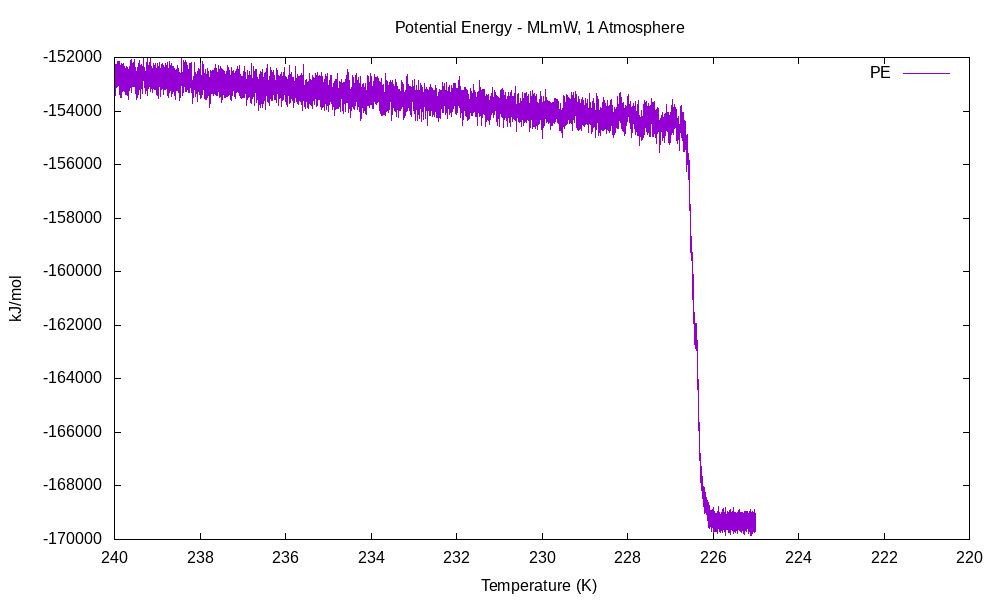 Potential Energy - MLmW, 1 Atmosphere
PE
-152000
-154000
-156000
-158000
-160000
-162000
-164000
-166000
-168000
-170000
kJ/mol
240 238 236 234 232 230 228 226 224 222 220
Temperature (K)